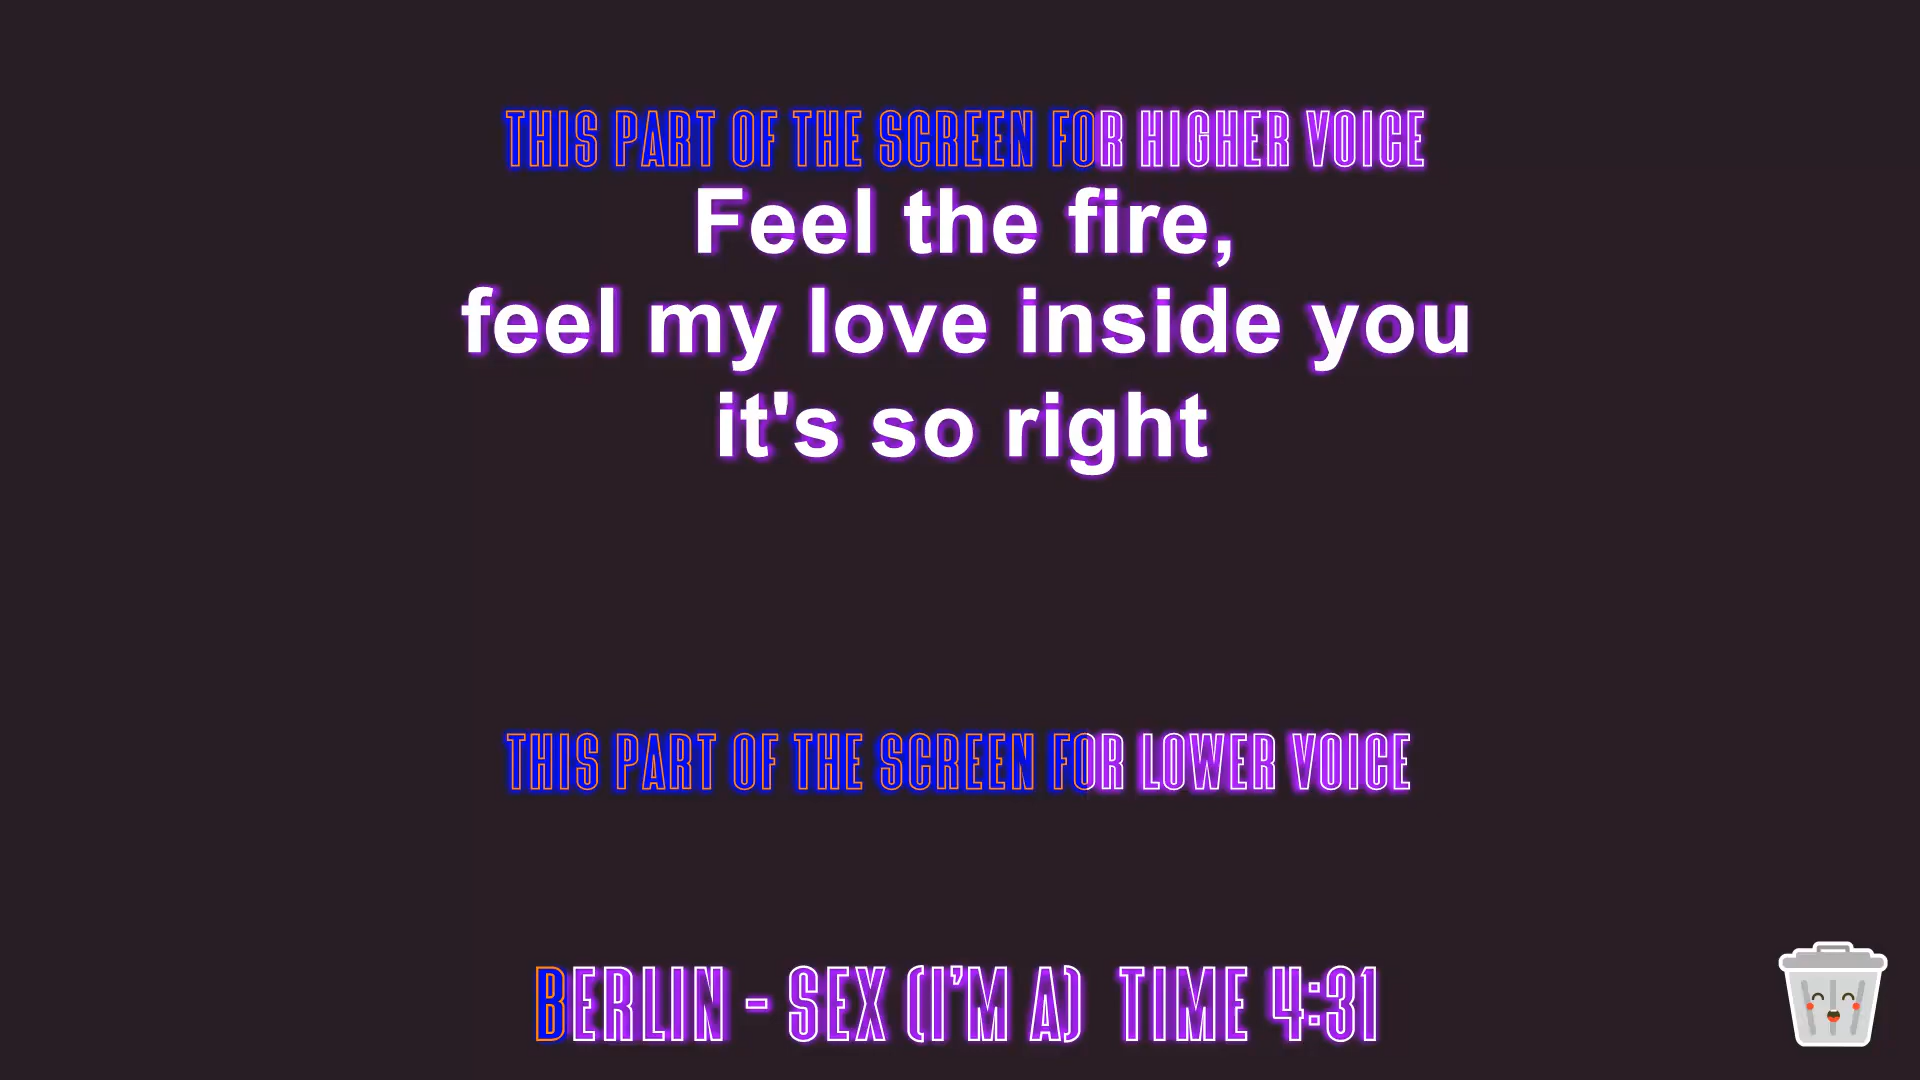 THIS PART OF THE SCREEN FOR HIGHER VOICE
Feel the fire,
feel my love inside you
it's so right
THIS PART OF THE SCREEN FOR LOWER VOICE
BERLIN - SEX (I'M A) TIME 4:31